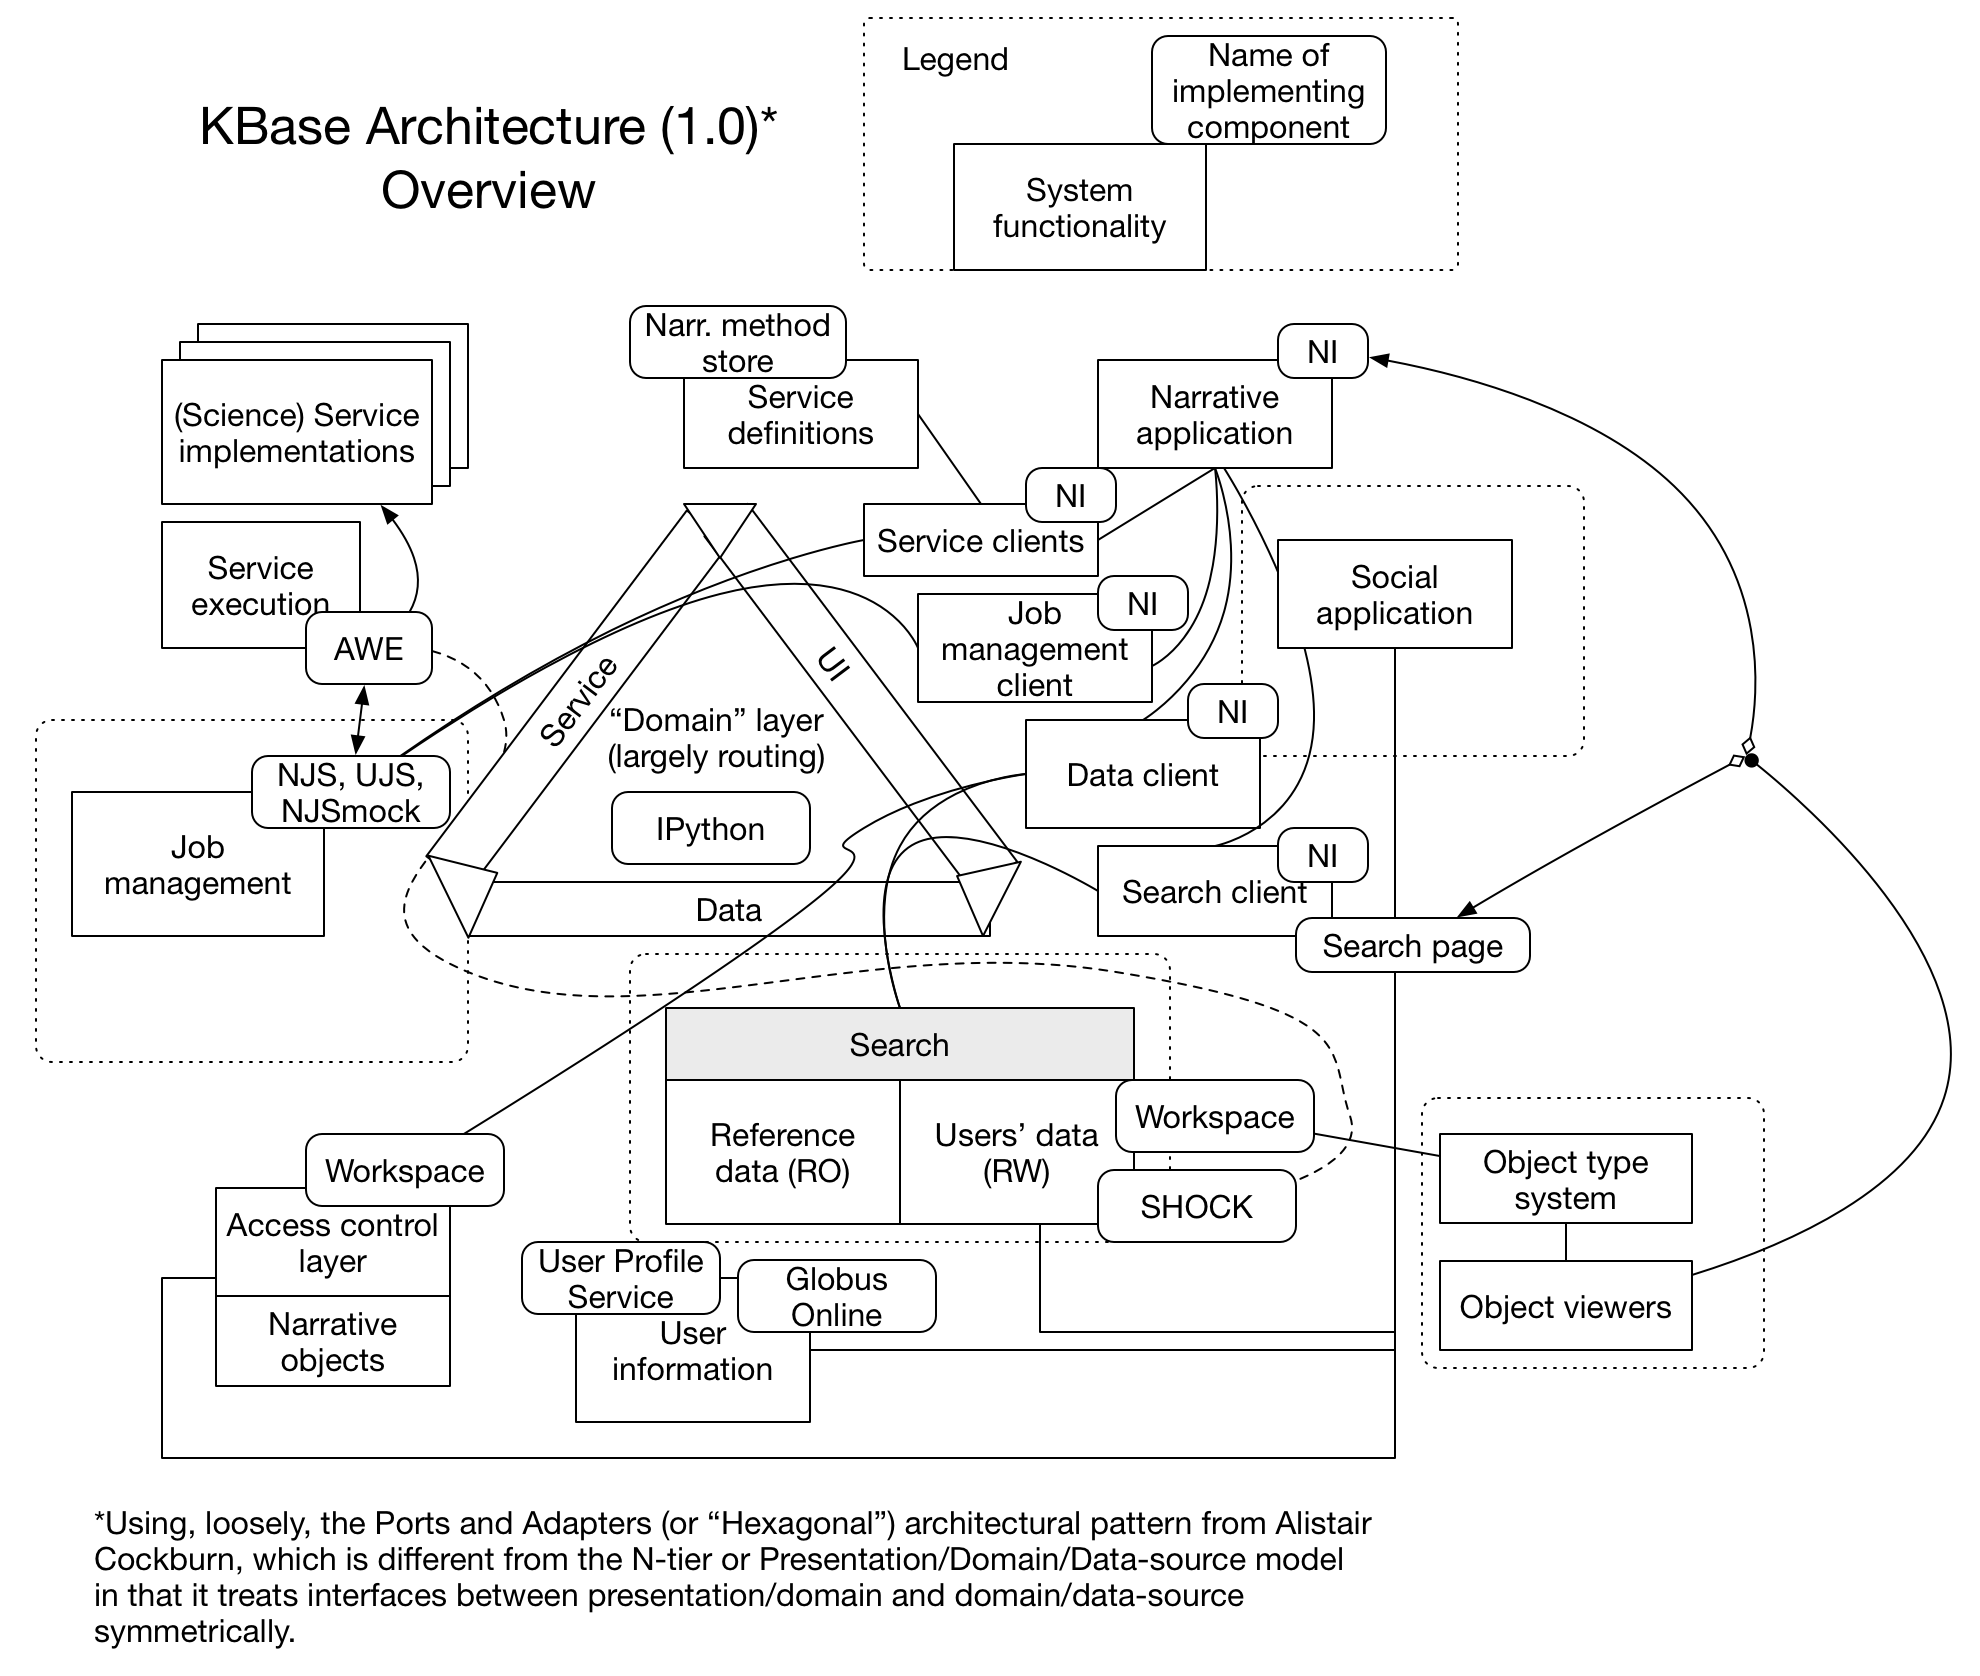 KBase Architecture (1.0)*
Overview
Legend
Name of
implementing
component
System
functionality
Narr. method
store
Service
definitions
NI
Narrative
application
(Science) Service
implementations
NI
Service clients
Service
execution
AWE
NI
Job
management
client
Social
application
Service
UI
"Domain" layer
(largely routing)
IPython
Data
NI
Data client
NJS, UJS,
NJSmock
Job
management
NI
Search client
Search page
Search
Reference
data (RO)
Users' data
(RW)
Workspace
SHOCK
Workspace
Access control
layer
Narrative
objects
User Profile
Service
Globus
Online
User
information
Object type
system
Object viewers
*Using, loosely, the Ports and Adapters (or “Hexagonal”) architectural pattern from Alistair
Cockburn, which is different from the N-tier or Presentation/Domain/Data-source model
in that it treats interfaces between presentation/domain and domain/data-source
symmetrically.